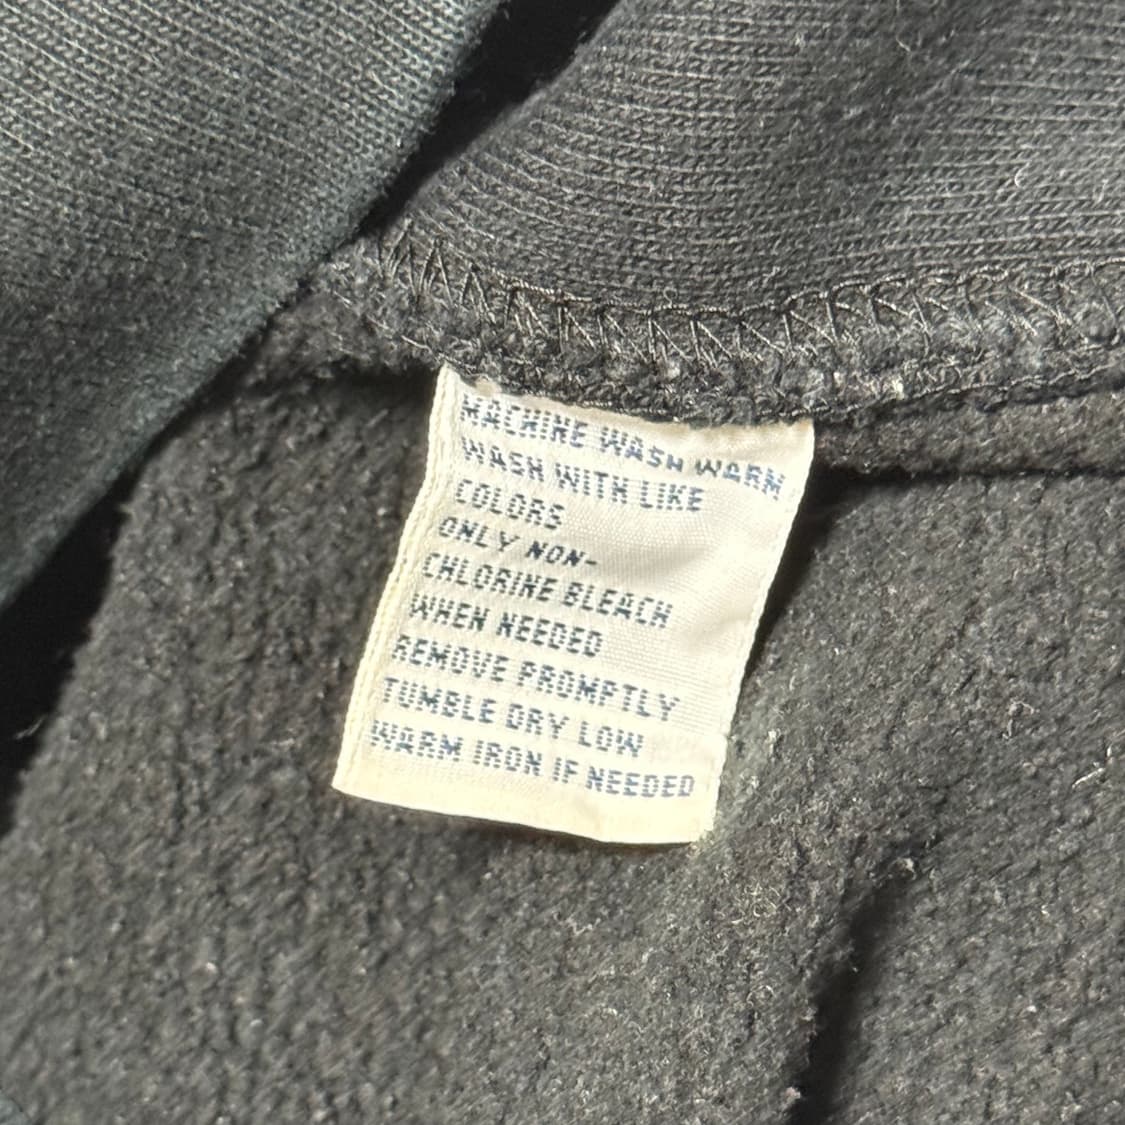 MACHINE WASH WARM
WASH WITH LIKE
COLORS
ONLY NON-
CHLORINE BLEACH
WHEN NEEDED
REMOVE PROMPTLY
TUMBLE DRY LOW
WARM IRON IF NEEDED